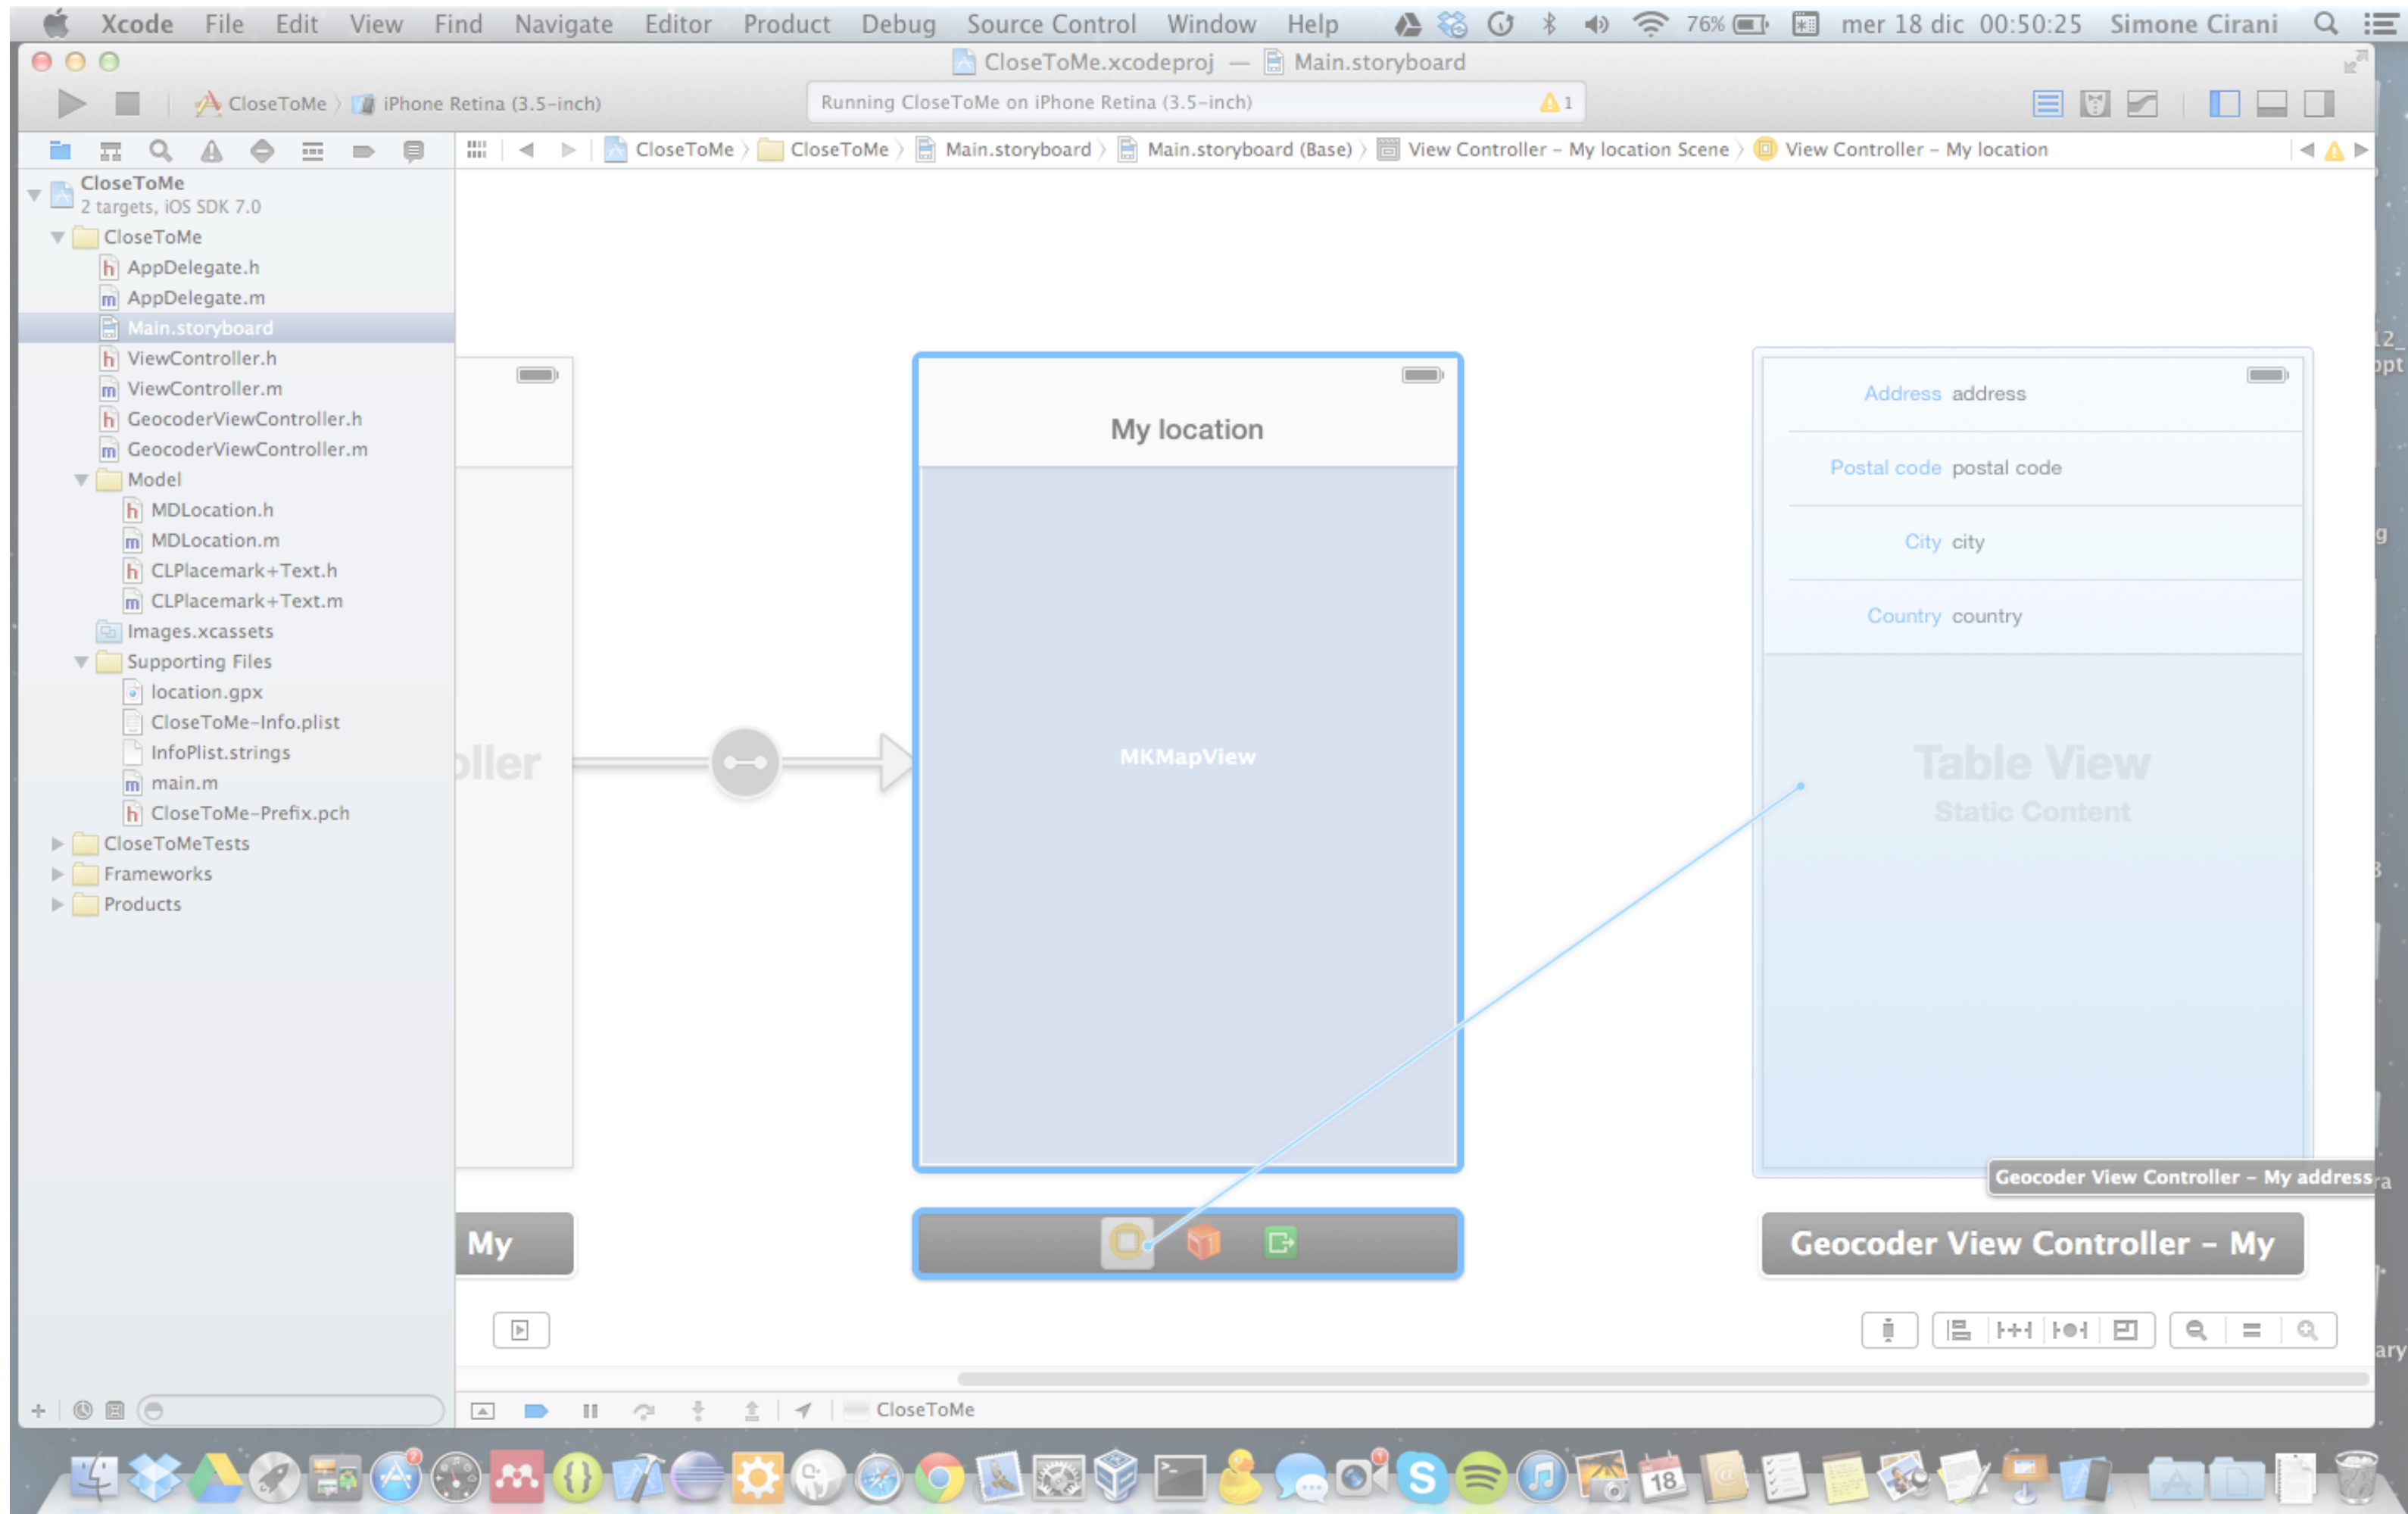 Xcode File Edit View Find Navigate Editor Product Debug Source Control Window Help 76% mer 18 dic 00:50:25 Simone Cirani
CloseToMe.xcodeproj — Main.storyboard
CloseToMe iPhone Retina (3.5-inch)
Running CloseToMe on iPhone Retina (3.5-inch) 1
CloseToMe CloseToMe Main.storyboard Main.storyboard (Base) View Controller – My location Scene View Controller – My location
CloseToMe
2 targets, iOS SDK 7.0
CloseToMe
h AppDelegate.h
m AppDelegate.m
Main.storyboard
h ViewController.h
m ViewController.m
h GeocoderViewController.h
m GeocoderViewController.m
Model
h MDLocation.h
m MDLocation.m
h CLPlacemark+Text.h
m CLPlacemark+Text.m
Images.xcassets
Supporting Files
location.gpx
CloseToMe-Info.plist
InfoPlist.strings
m main.m
h CloseToMe-Prefix.pch
CloseToMeTests
Frameworks
Products
oller
My
My location
MKMapView
Address address
Postal code postal code
City city
Country country
Table View
Static Content
Geocoder View Controller – My address
Geocoder View Controller – My
CloseToMe
18